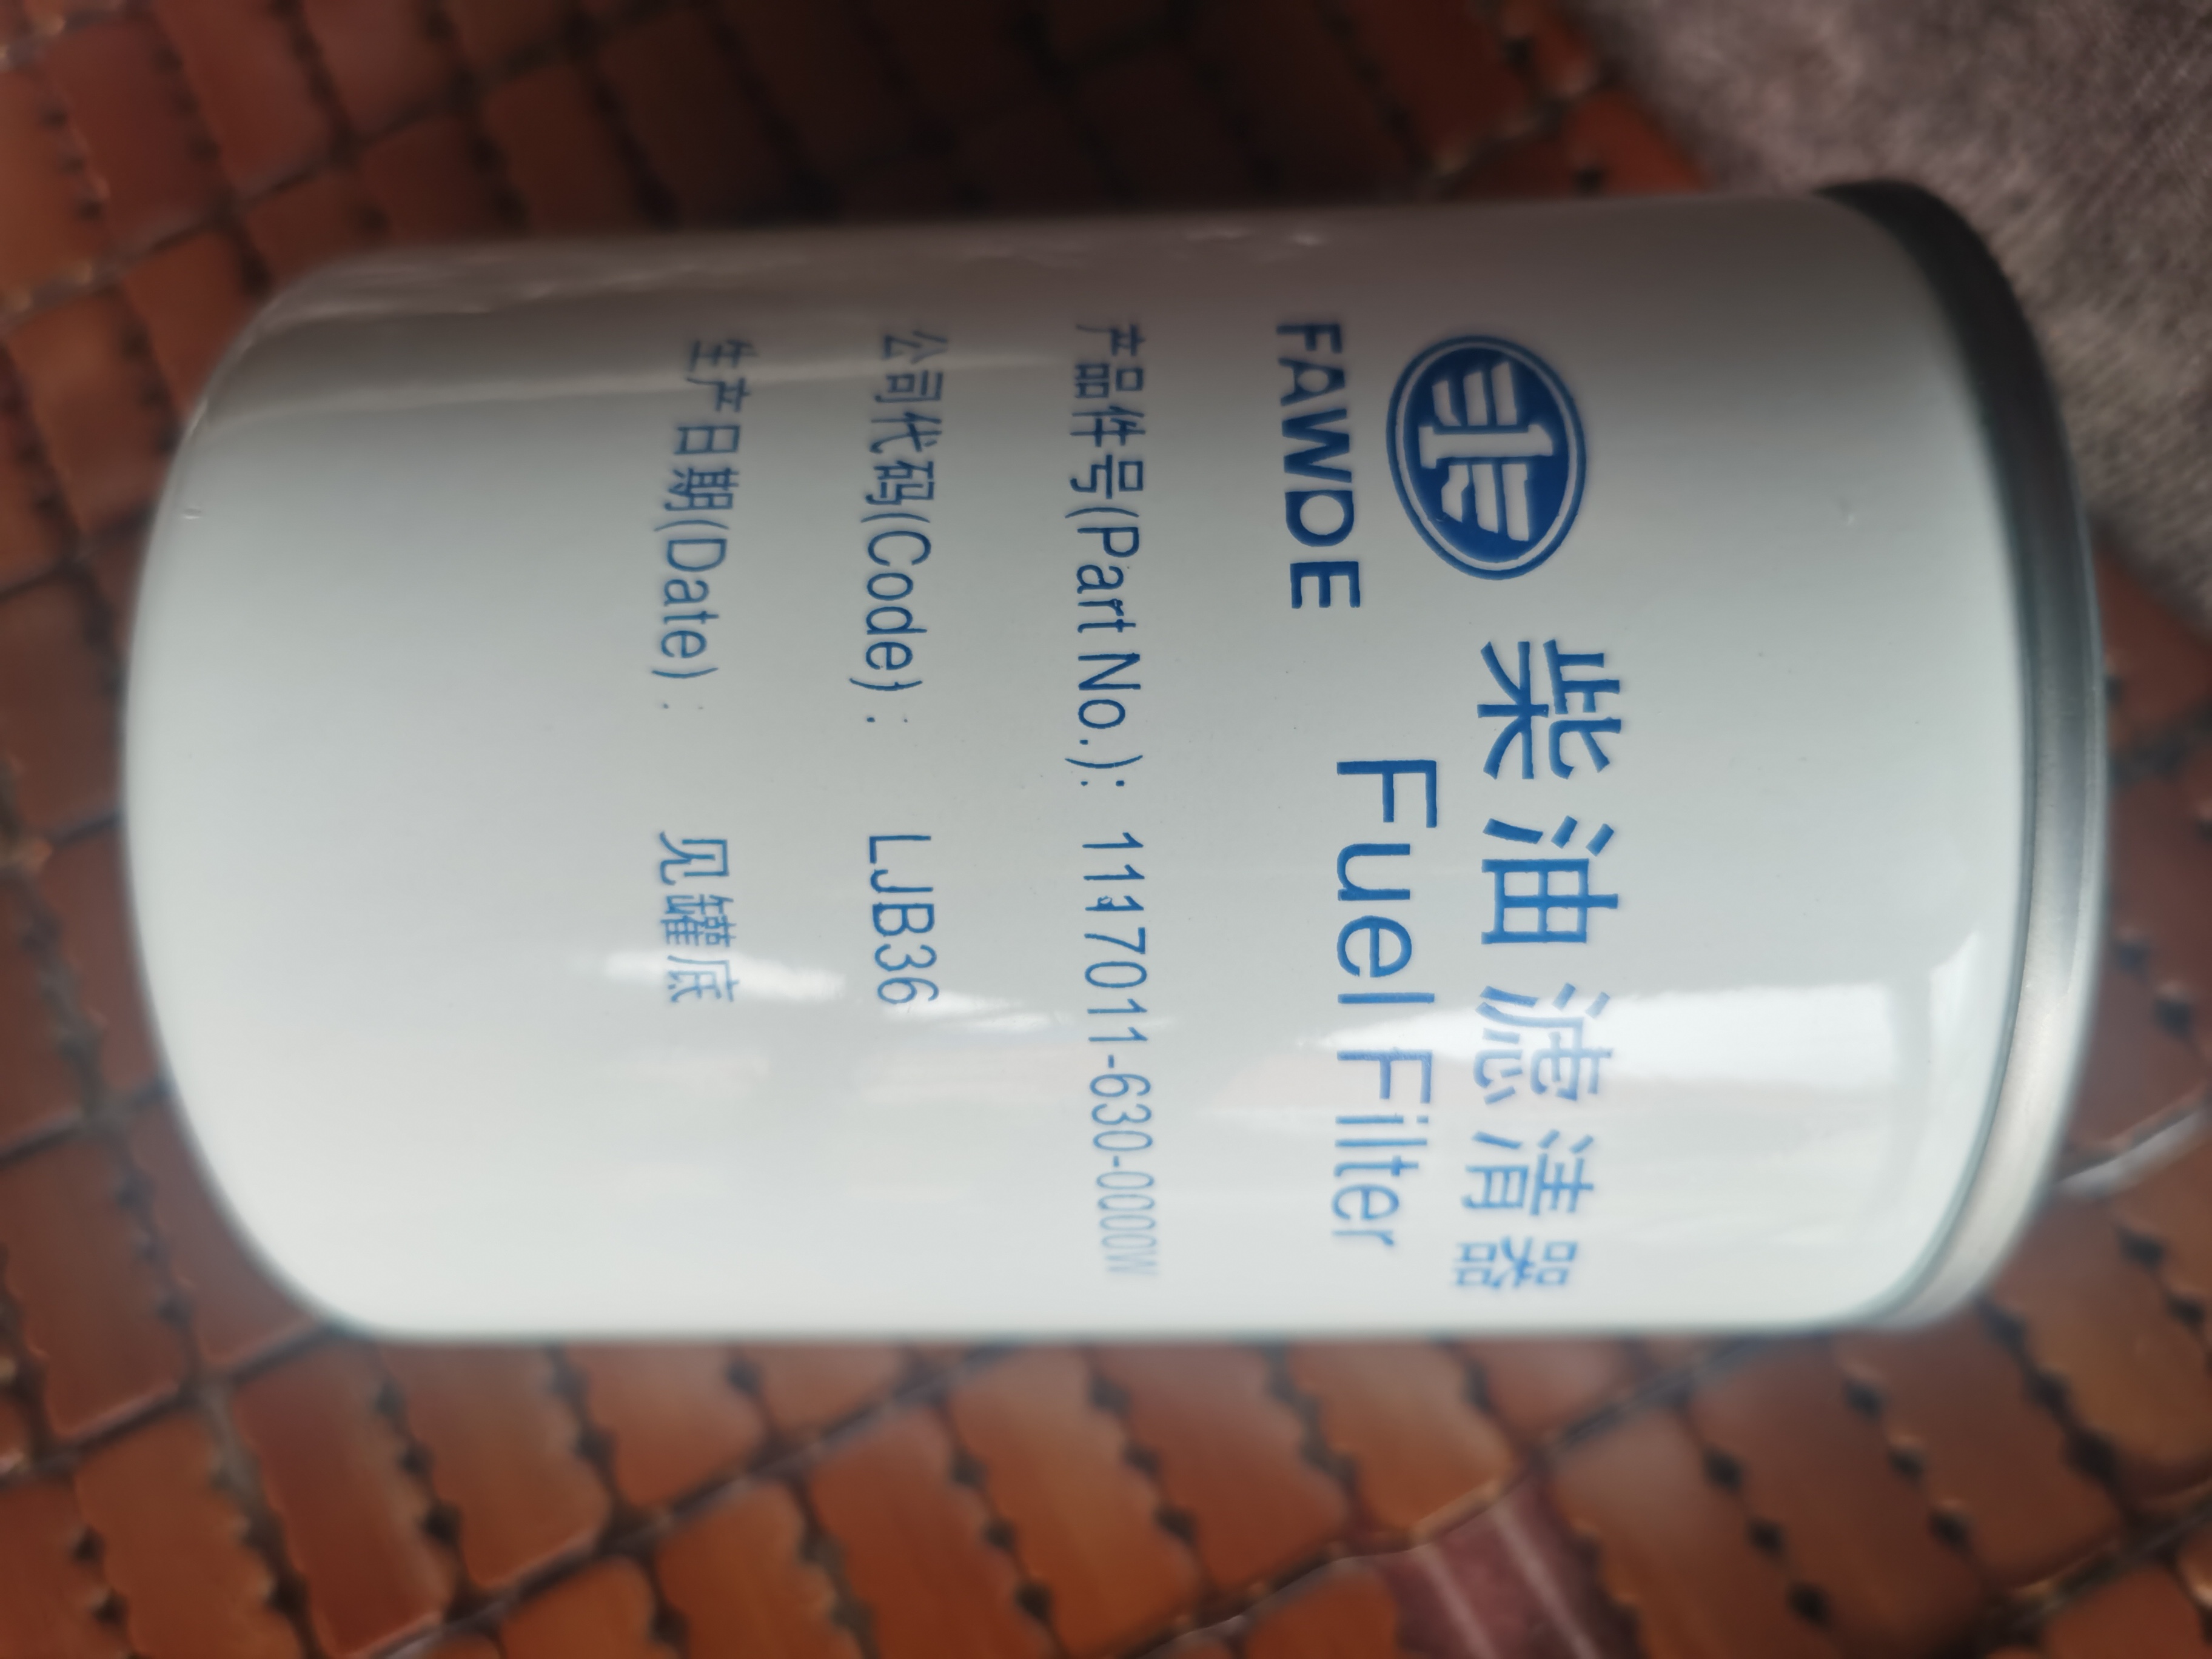 柴油滤清器
FAWDE Fuel Filter
产品件号(Part No.): 1117011-630-0000W
公司代码(Code): LJB36
生产日期(Date): 见罐底